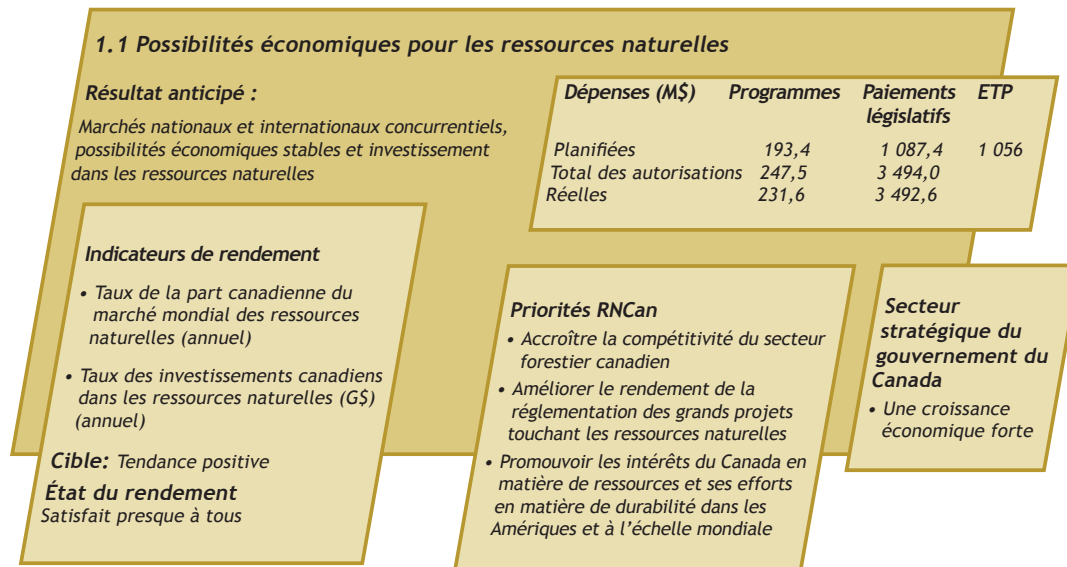 1.1 Possibilités économiques pour les ressources naturelles
Résultat anticipé :
Marchés nationaux et internationaux concurrentiels,
possibilités économiques stables et investissement
dans les ressources naturelles
Dépenses (M$) Programmes Paiements ETP
législatifs
Planifiées 193,4 1 087,4 1 056
Total des autorisations 247,5 3 494,0
Réelles 231,6 3 492,6
Indicateurs de rendement
• Taux de la part canadienne du
marché mondial des ressources
naturelles (annuel)
• Taux des investissements canadiens
dans les ressources naturelles (G$)
(annuel)
Cible: Tendance positive
État du rendement
Satisfait presque à tous
Priorités RNCan
• Accroître la compétitivité du secteur
forestier canadien
• Améliorer le rendement de la
réglementation des grands projets
touchant les ressources naturelles
• Promouvoir les intérêts du Canada en
matière de ressources et ses efforts
en matière de durabilité dans les
Amériques et à l’échelle mondiale
Secteur
stratégique du
gouvernement du
Canada
• Une croissance
économique forte